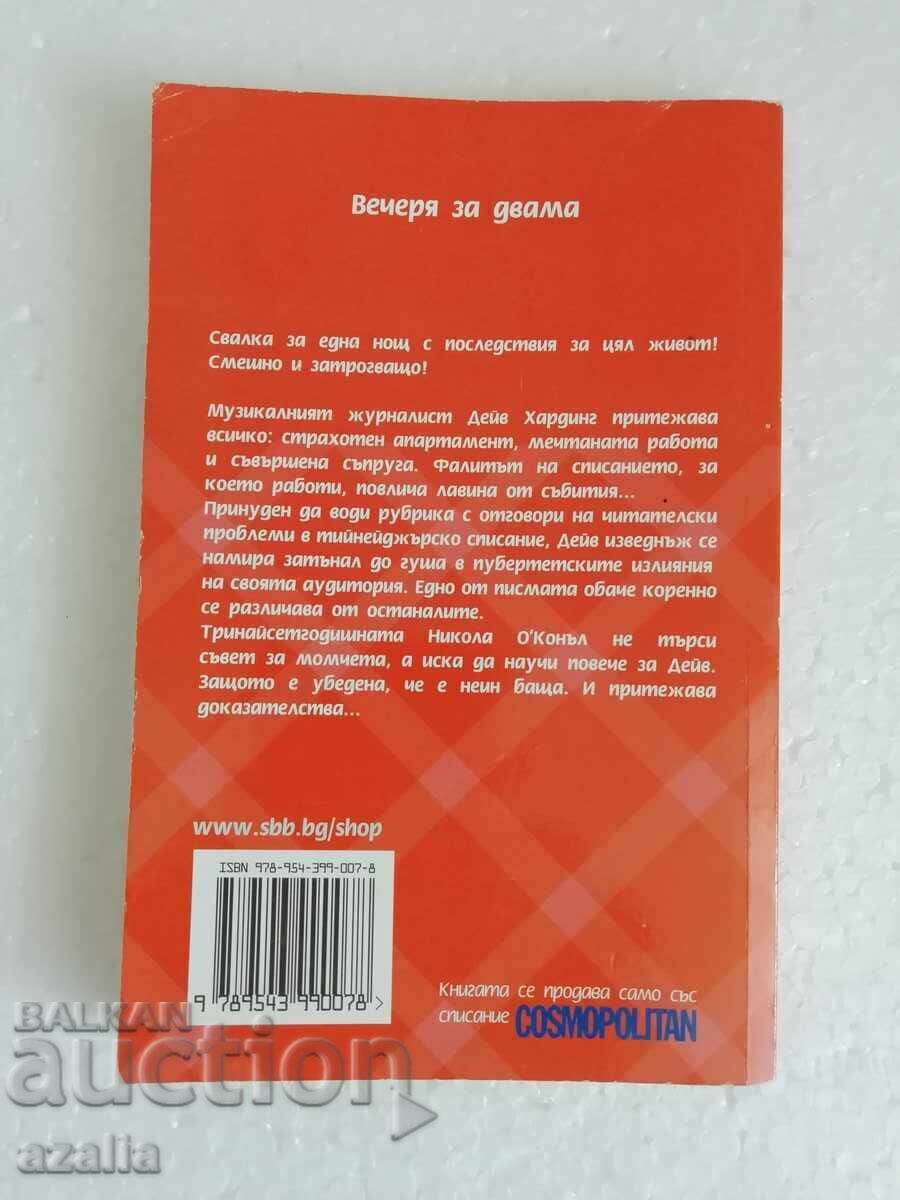 Вечеря за двама
Свалка за една нощ с последствия за цял живот!
Смешно и затрогващо!
Музикалният журналист Дейв Хардинг притежава
всичко: страхотен апартамент, мечтаната работа
и съвършена съпруга. Фалитът на списанието, за
което работи, повлича лавина от събития...
Принуден да води рубрика с отговори на читателски
проблеми в тийнейджърско списание, Дейв изведнъж се
намира затънал до гуша в пубертетските излияния
на своята аудитория. Едно от писмата обаче коренно
се различава от останалите.
Тринайсетгодишната Никола О'Конъл не търси
съвет за момчета, а иска да научи повече за Дейв.
Защото е убедена, че е неин баща. И притежава
доказателства...
www.sbb.bg/shop
ISBN 978-954-399-007-8
9 789543 990078 >
Книгата се продава само със
списание COSMOPOLITAN
BALKAN
auction
azalia